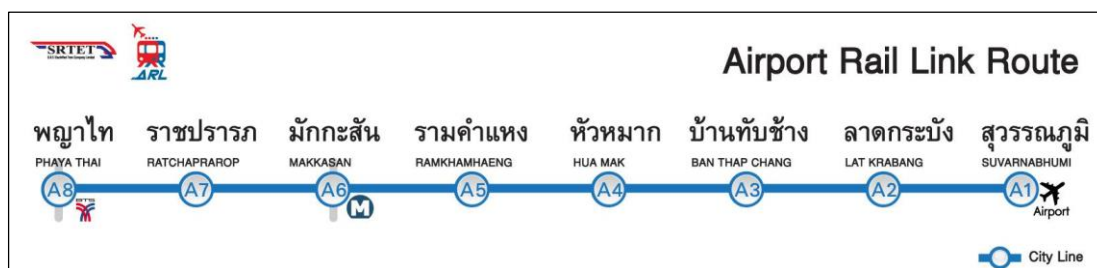 SRTET
ARL
Airport Rail Link Route
พญาไท ราชปรารภ มักกะสัน รามคำแหง หัวหมาก บ้านทับช้าง ลาดกระบัง สุวรรณภูมิ
PHAYA THAI RATCHAPRAROP MAKKASAN RAMKHAMHAENG HUA MAK BAN THAP CHANG LAT KRABANG SUVARNABHUMI
A8 A7 A6 A5 A4 A3 A2 A1
BTS M Airport
City Line